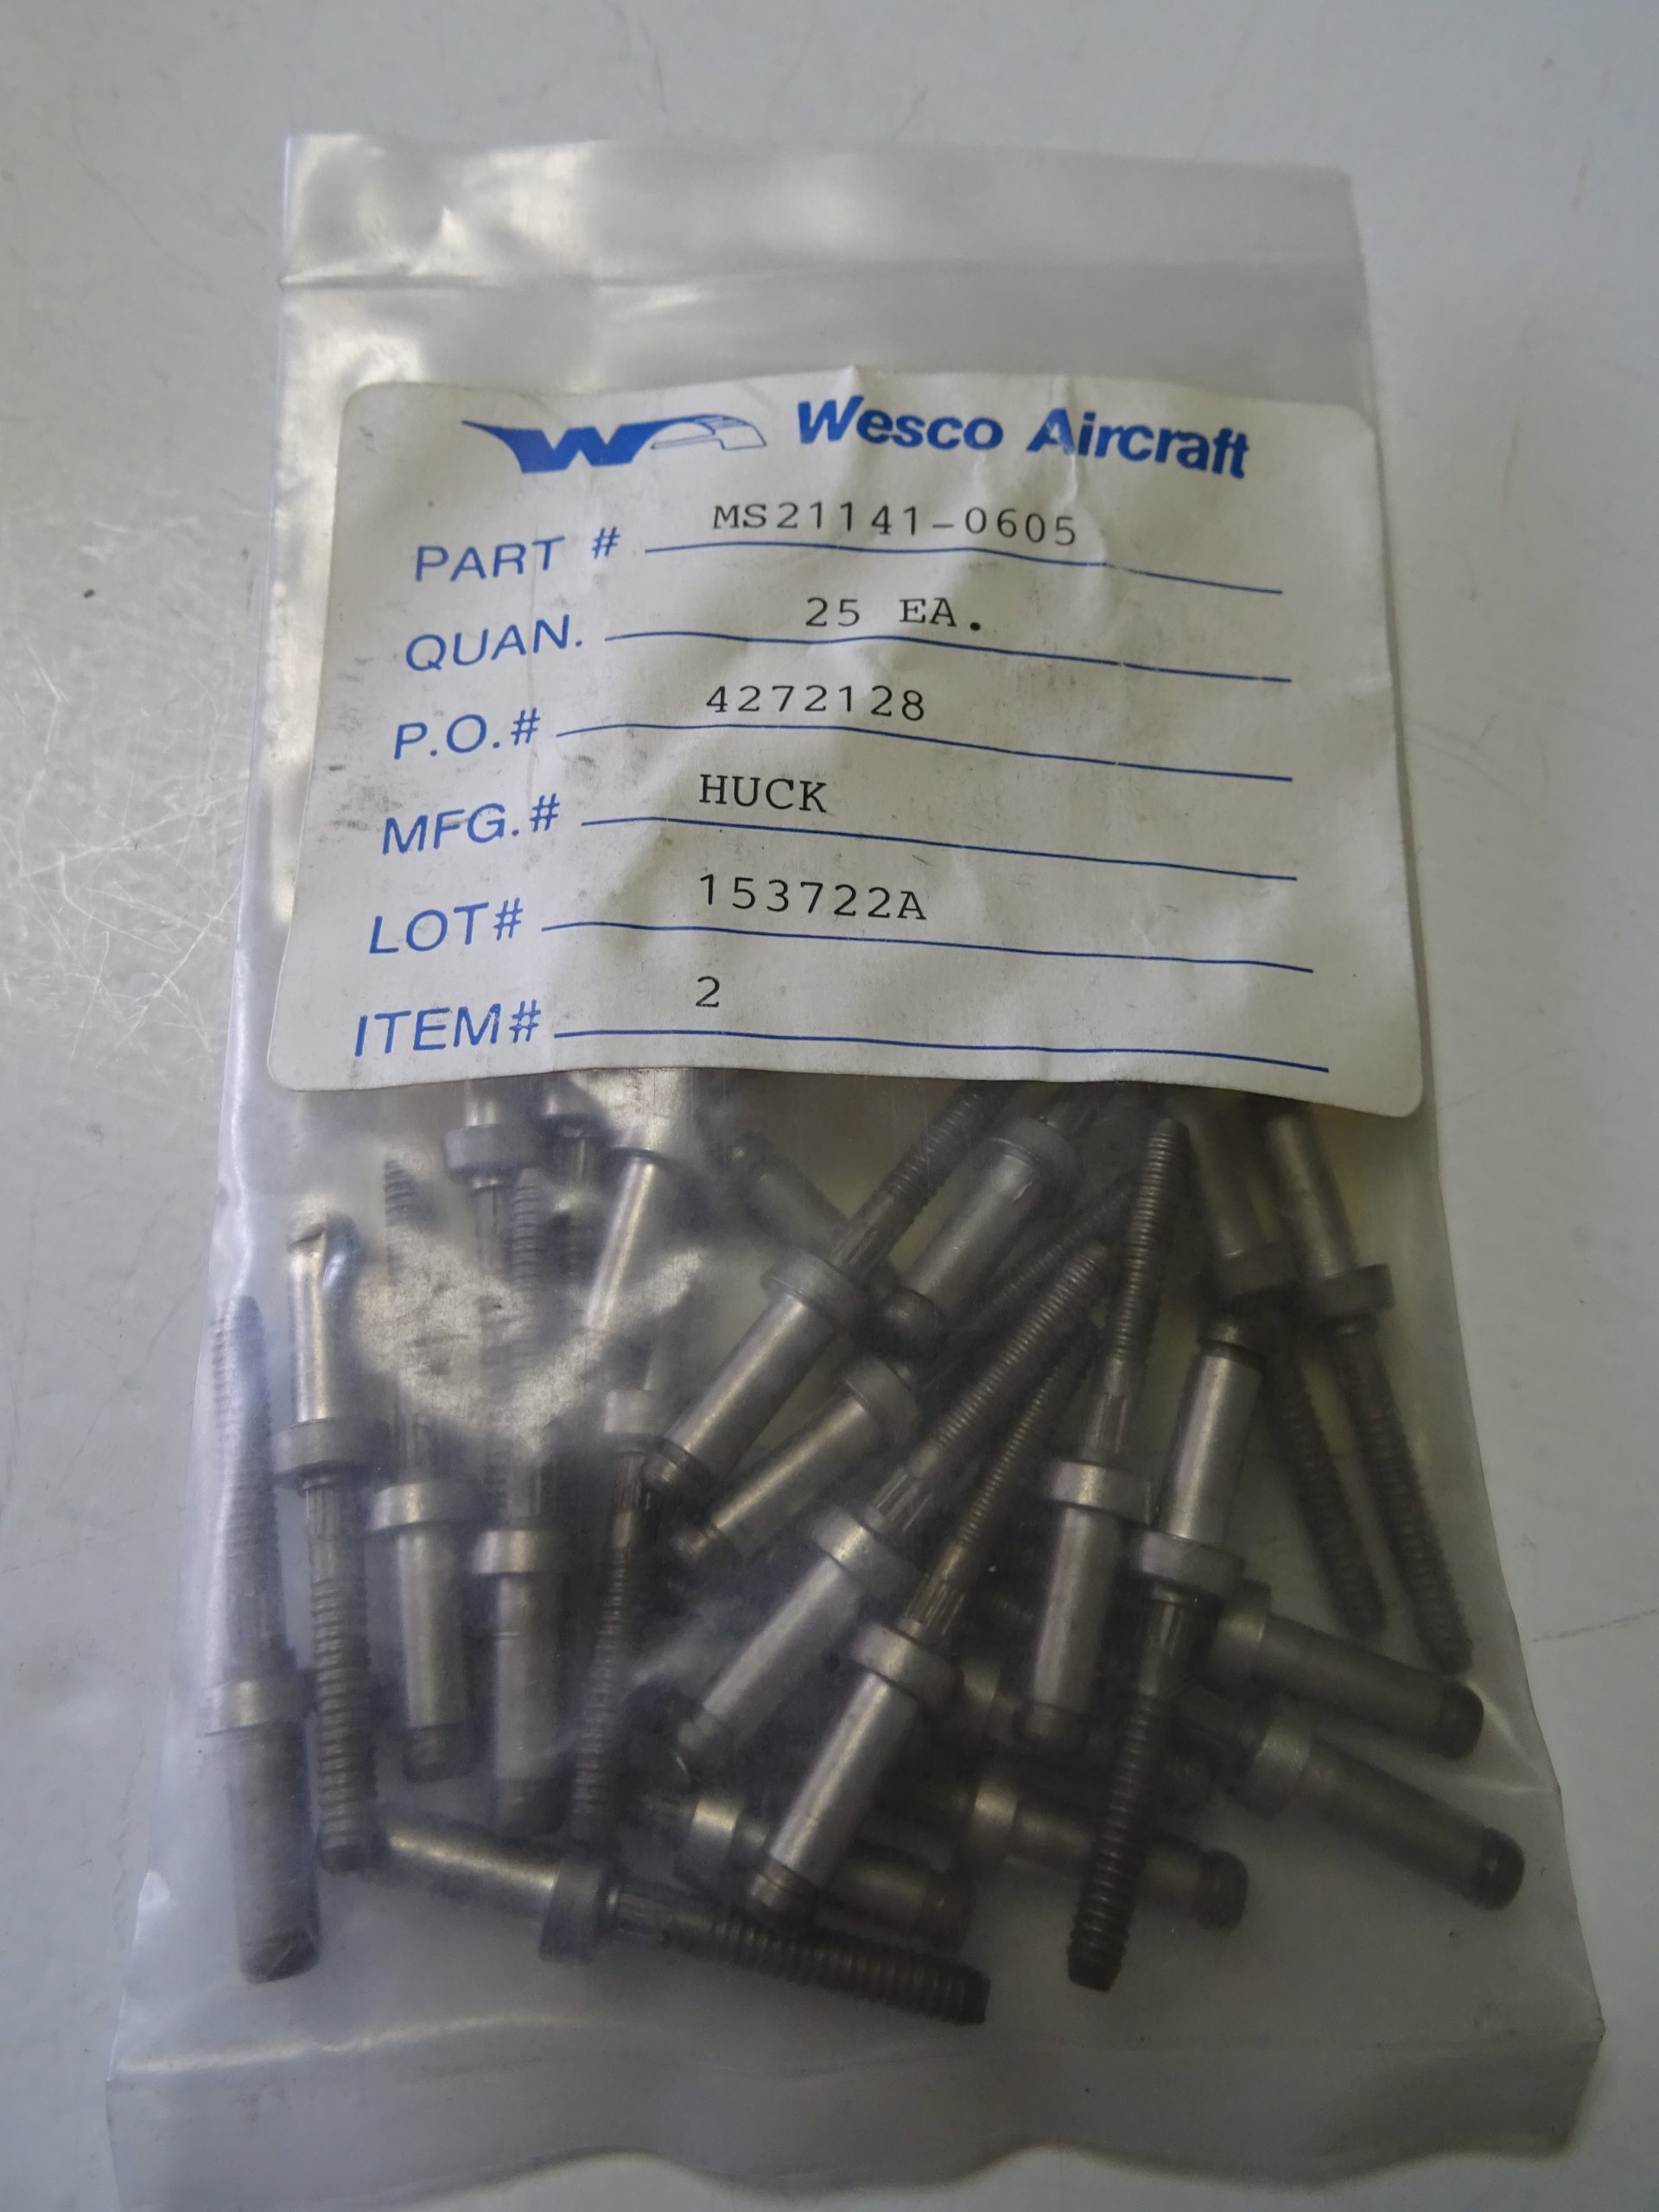 Wesco Aircraft
PART # MS21141-0605
QUAN. 25 EA.
P.O.# 4272128
MFG.# HUCK
LOT# 153722A
ITEM# 2